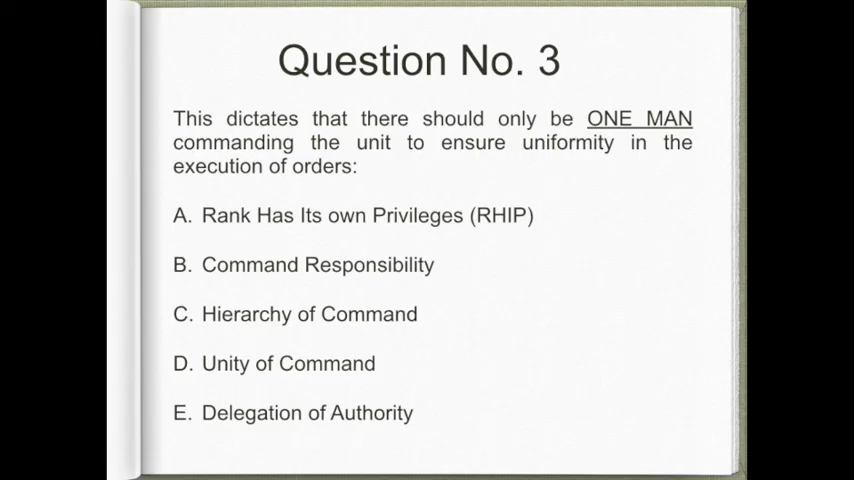 Question No. 3
This dictates that there should only be ONE MAN
commanding the unit to ensure uniformity in the
execution of orders:
A. Rank Has Its own Privileges (RHIP)
B. Command Responsibility
C. Hierarchy of Command
D. Unity of Command
E. Delegation of Authority